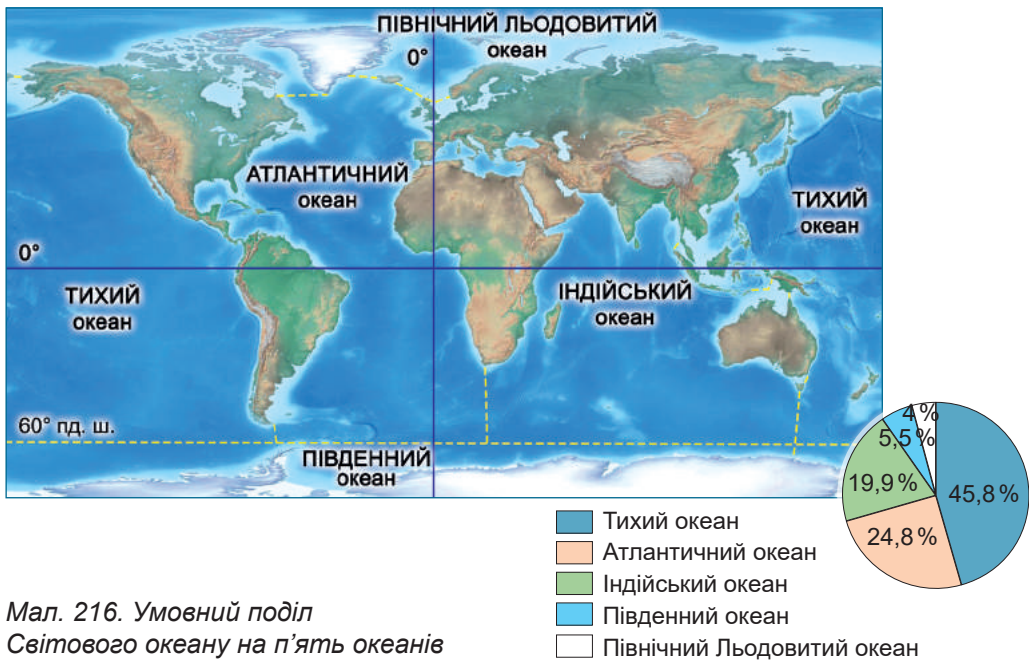 ПІВНІЧНИЙ ЛЬОДОВИТИЙ
океан
0°
АТЛАНТИЧНИЙ
океан
ТИХИЙ
океан
0°
ТИХИЙ
океан
ІНДІЙСЬКИЙ
океан
60° пд. ш.
ПІВДЕННИЙ
океан
4 %
5,5 %
19,9 %
45,8 %
24,8 %
Тихий океан
Атлантичний океан
Індійський океан
Південний океан
Північний Льодовитий океан
Мал. 216. Умовний поділ
Світового океану на п’ять океанів